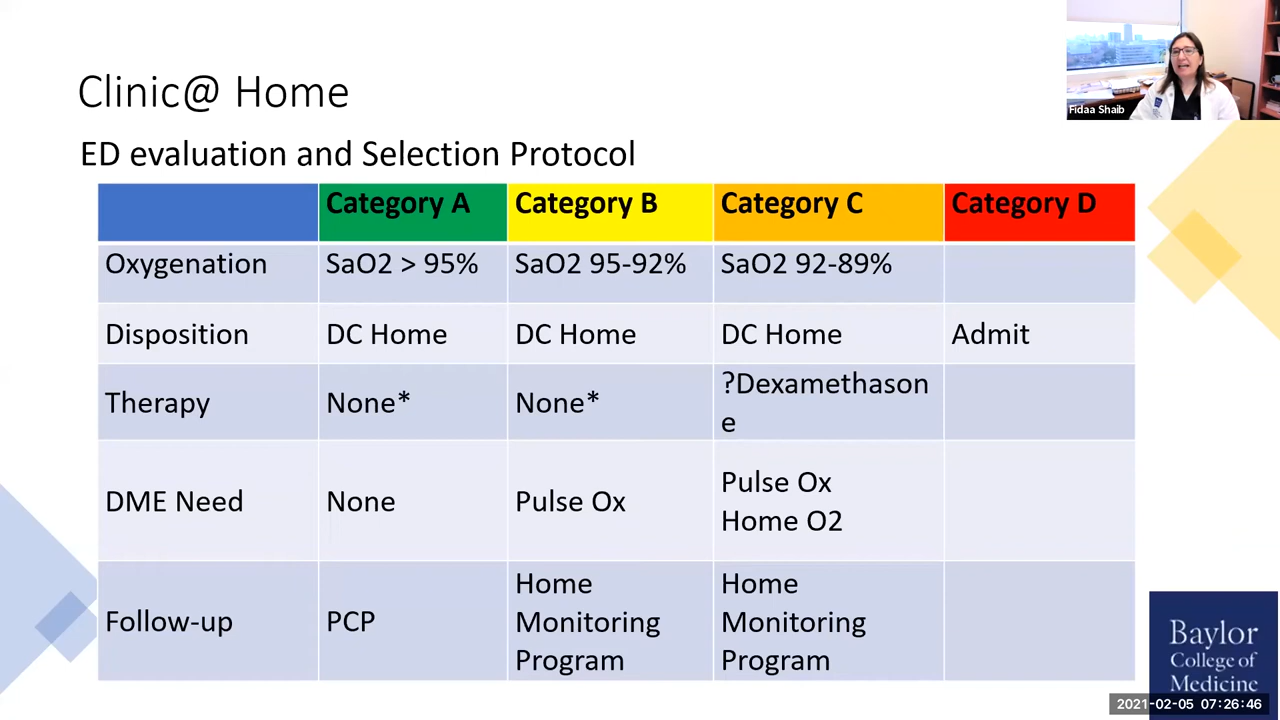 Clinic@ Home
Fidaa Shaib
ED evaluation and Selection Protocol
Category A Category B Category C Category D
Oxygenation SaO2 > 95% SaO2 95-92% SaO2 92-89%
Disposition DC Home DC Home DC Home Admit
Therapy None* None* ?Dexamethason
e
DME Need None Pulse Ox Pulse Ox
Home O2
Follow-up PCP Home
Monitoring
Program
Home
Monitoring
Program
Baylor
College of
Medicine
2021-02-05 07:26:46